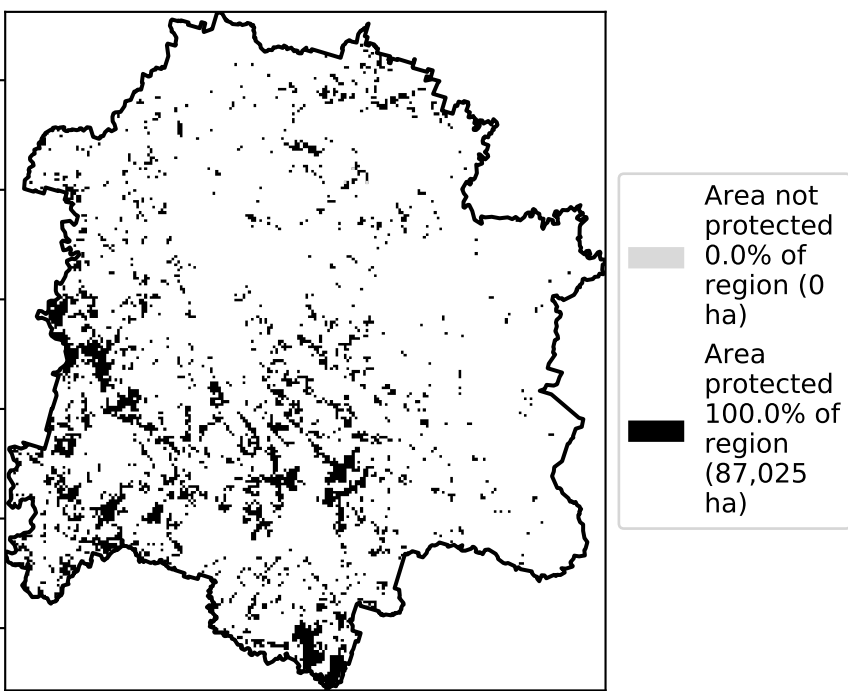 Area not
protected
0.0% of
region (0
ha)
Area
protected
100.0% of
region
(87,025
ha)